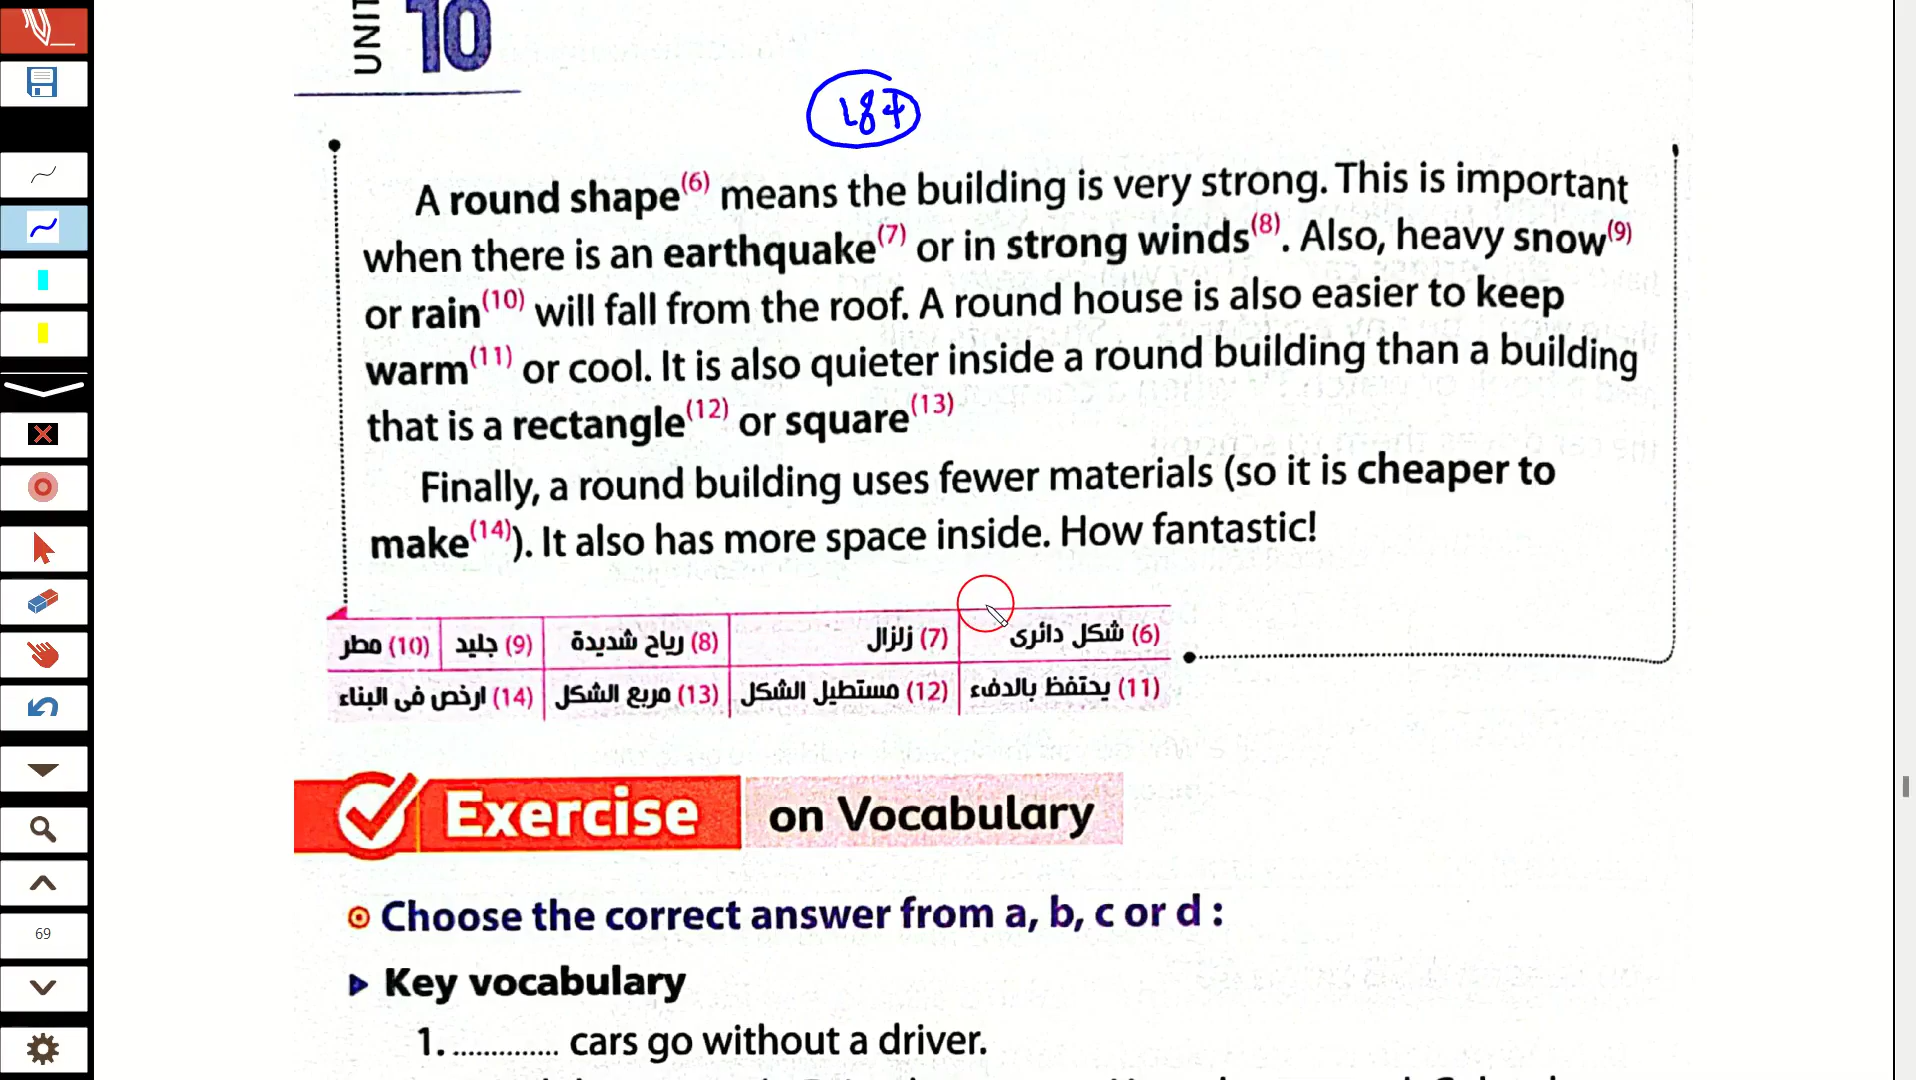 UNIT 10
187
A round shape(6) means the building is very strong. This is important
when there is an earthquake(7) or in strong winds(8). Also, heavy snow(9)
or rain(10) will fall from the roof. A round house is also easier to keep
warm(11) or cool. It is also quieter inside a round building than a building
that is a rectangle(12) or square(13)
Finally, a round building uses fewer materials (so it is cheaper to
make(14)). It also has more space inside. How fantastic!
(6) شكل دائرى (7) زلزال (8) رياح شديدة (9) جليد (10) مطر
(11) يحتفظ بالدفء (12) مستطيل الشكل (13) مربع الشكل (14) ارخص فى البناء
Exercise on Vocabulary
Choose the correct answer from a, b, c or d :
Key vocabulary
1. .............. cars go without a driver.
69